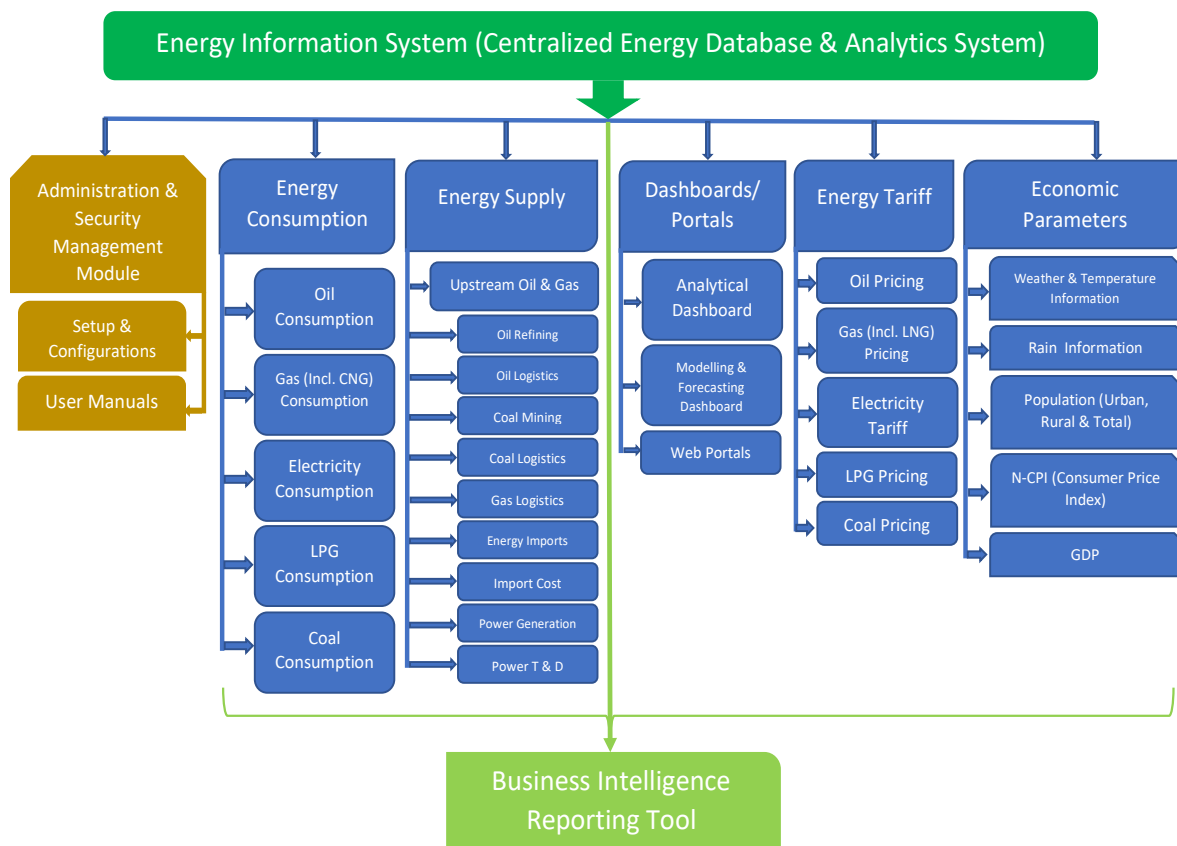 Energy Information System (Centralized Energy Database & Analytics System)
Administration &
Security
Management
Module
Setup &
Configurations
User Manuals
Energy
Consumption
Oil
Consumption
Gas (Incl. CNG)
Consumption
Electricity
Consumption
LPG
Consumption
Coal
Consumption
Energy Supply
Upstream Oil & Gas
Oil Refining
Oil Logistics
Coal Mining
Coal Logistics
Gas Logistics
Energy Imports
Import Cost
Power Generation
Power T & D
Dashboards/
Portals
Analytical
Dashboard
Modelling &
Forecasting
Dashboard
Web Portals
Energy Tariff
Oil Pricing
Gas (Incl. LNG)
Pricing
Electricity
Tariff
LPG Pricing
Coal Pricing
Economic
Parameters
Weather & Temperature
Information
Rain Information
Population (Urban,
Rural & Total)
N-CPI (Consumer Price
Index)
GDP
Business Intelligence
Reporting Tool